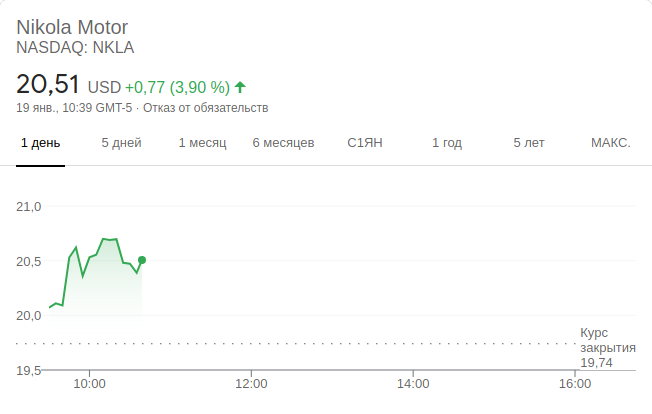 Nikola Motor
NASDAQ: NKLA
20,51 USD +0,77 (3,90 %)
19 янв., 10:39 GMT-5 · Отказ от обязательств
1 день 5 дней 1 месяц 6 месяцев С1ЯН 1 год 5 лет МАКС.
21,0
20,5
20,0
Курс
закрытия
19,74
19,5
10:00 12:00 14:00 16:00